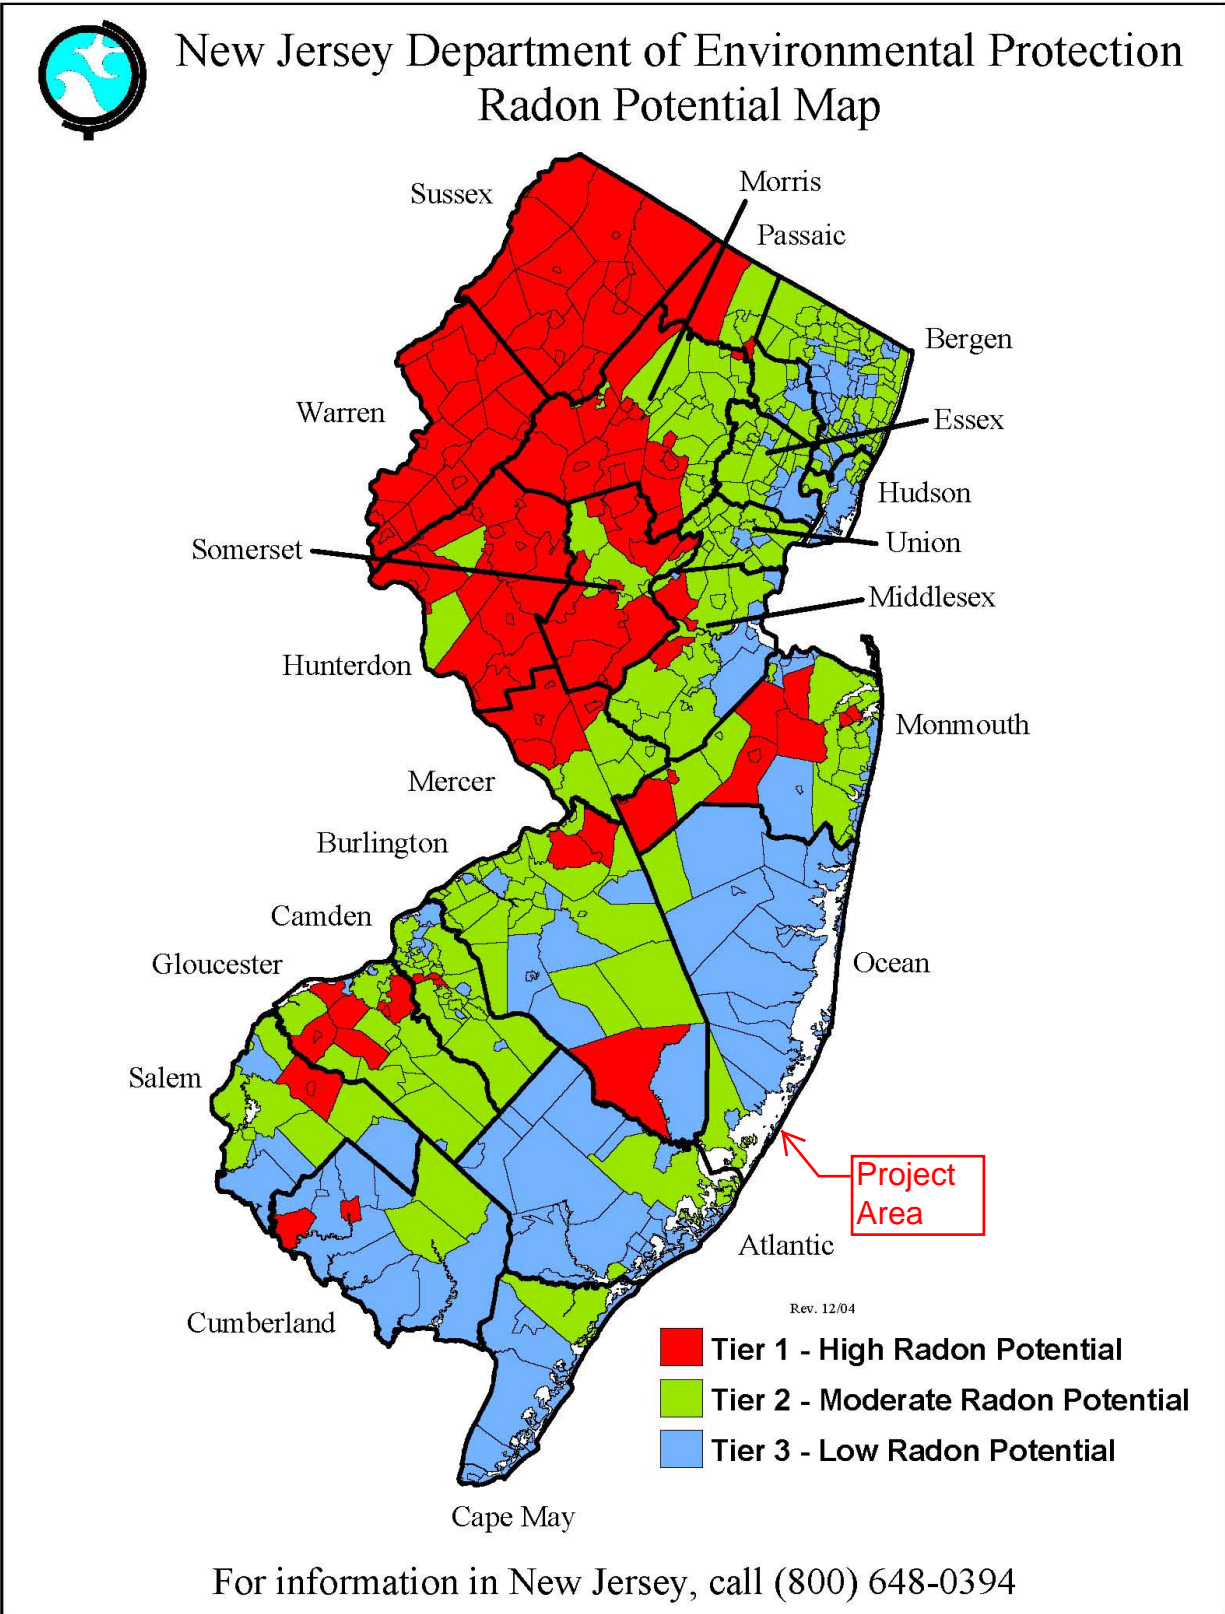 New Jersey Department of Environmental Protection
Radon Potential Map
Sussex
Morris
Passaic
Bergen
Warren
Essex
Hudson
Somerset
Union
Middlesex
Hunterdon
Monmouth
Mercer
Burlington
Camden
Gloucester
Ocean
Salem
Project
Area
Atlantic
Cumberland
Rev. 12/04
Tier 1 - High Radon Potential
Tier 2 - Moderate Radon Potential
Tier 3 - Low Radon Potential
Cape May
For information in New Jersey, call (800) 648-0394